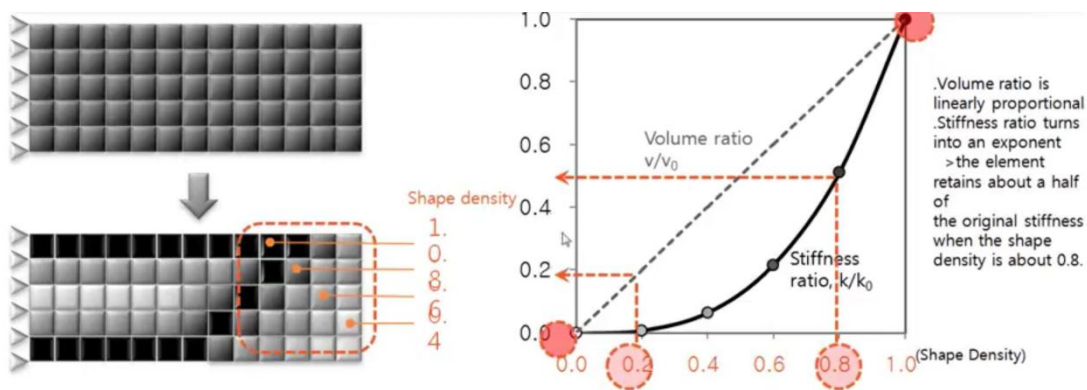 Shape density
1.
0.
8.
6.
4
1.0
0.8
0.6
0.4
0.2
0.0
Volume ratio
v/v₀
Stiffness
ratio, k/k₀
0.0
0.2
0.4
0.6
0.8
1.0
(Shape Density)
.Volume ratio is
linearly proportional
.Stiffness ratio turns
into an exponent
>the element
retains about a half
of
the original stiffness
when the shape
density is about 0.8.